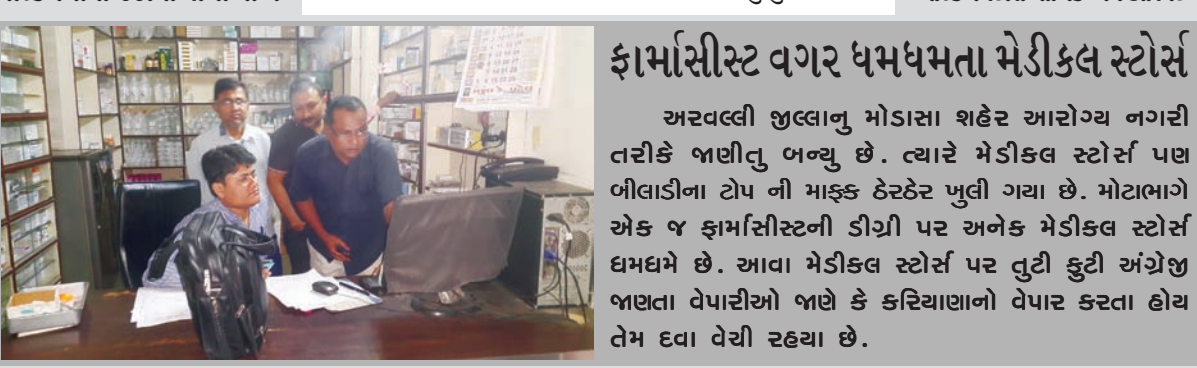 ફાર્માસીસ્ટ વગર ધમધમતા મેડીકલ સ્ટોર્સ
અરવલ્લી જીલ્લાનુ મોડાસા શહેર આરોગ્ય નગરી
તરીકે જાણીતુ બન્યુ છે. ત્યારે મેડીકલ સ્ટોર્સ પણ
બીલાડીના ટોપ ની માફક ઠેરઠેર ખુલી ગયા છે. મોટાભાગે
એક જ ફાર્માસીસ્ટની ડીગ્રી પર અનેક મેડીકલ સ્ટોર્સ
ધમધમે છે. આવા મેડીકલ સ્ટોર્સ પર તુટી ફુટી અંગ્રેજી
જાણતા વેપારીઓ જાણે કે કરિયાણાનો વેપાર કરતા હોય
તેમ દવા વેચી રહયા છે.